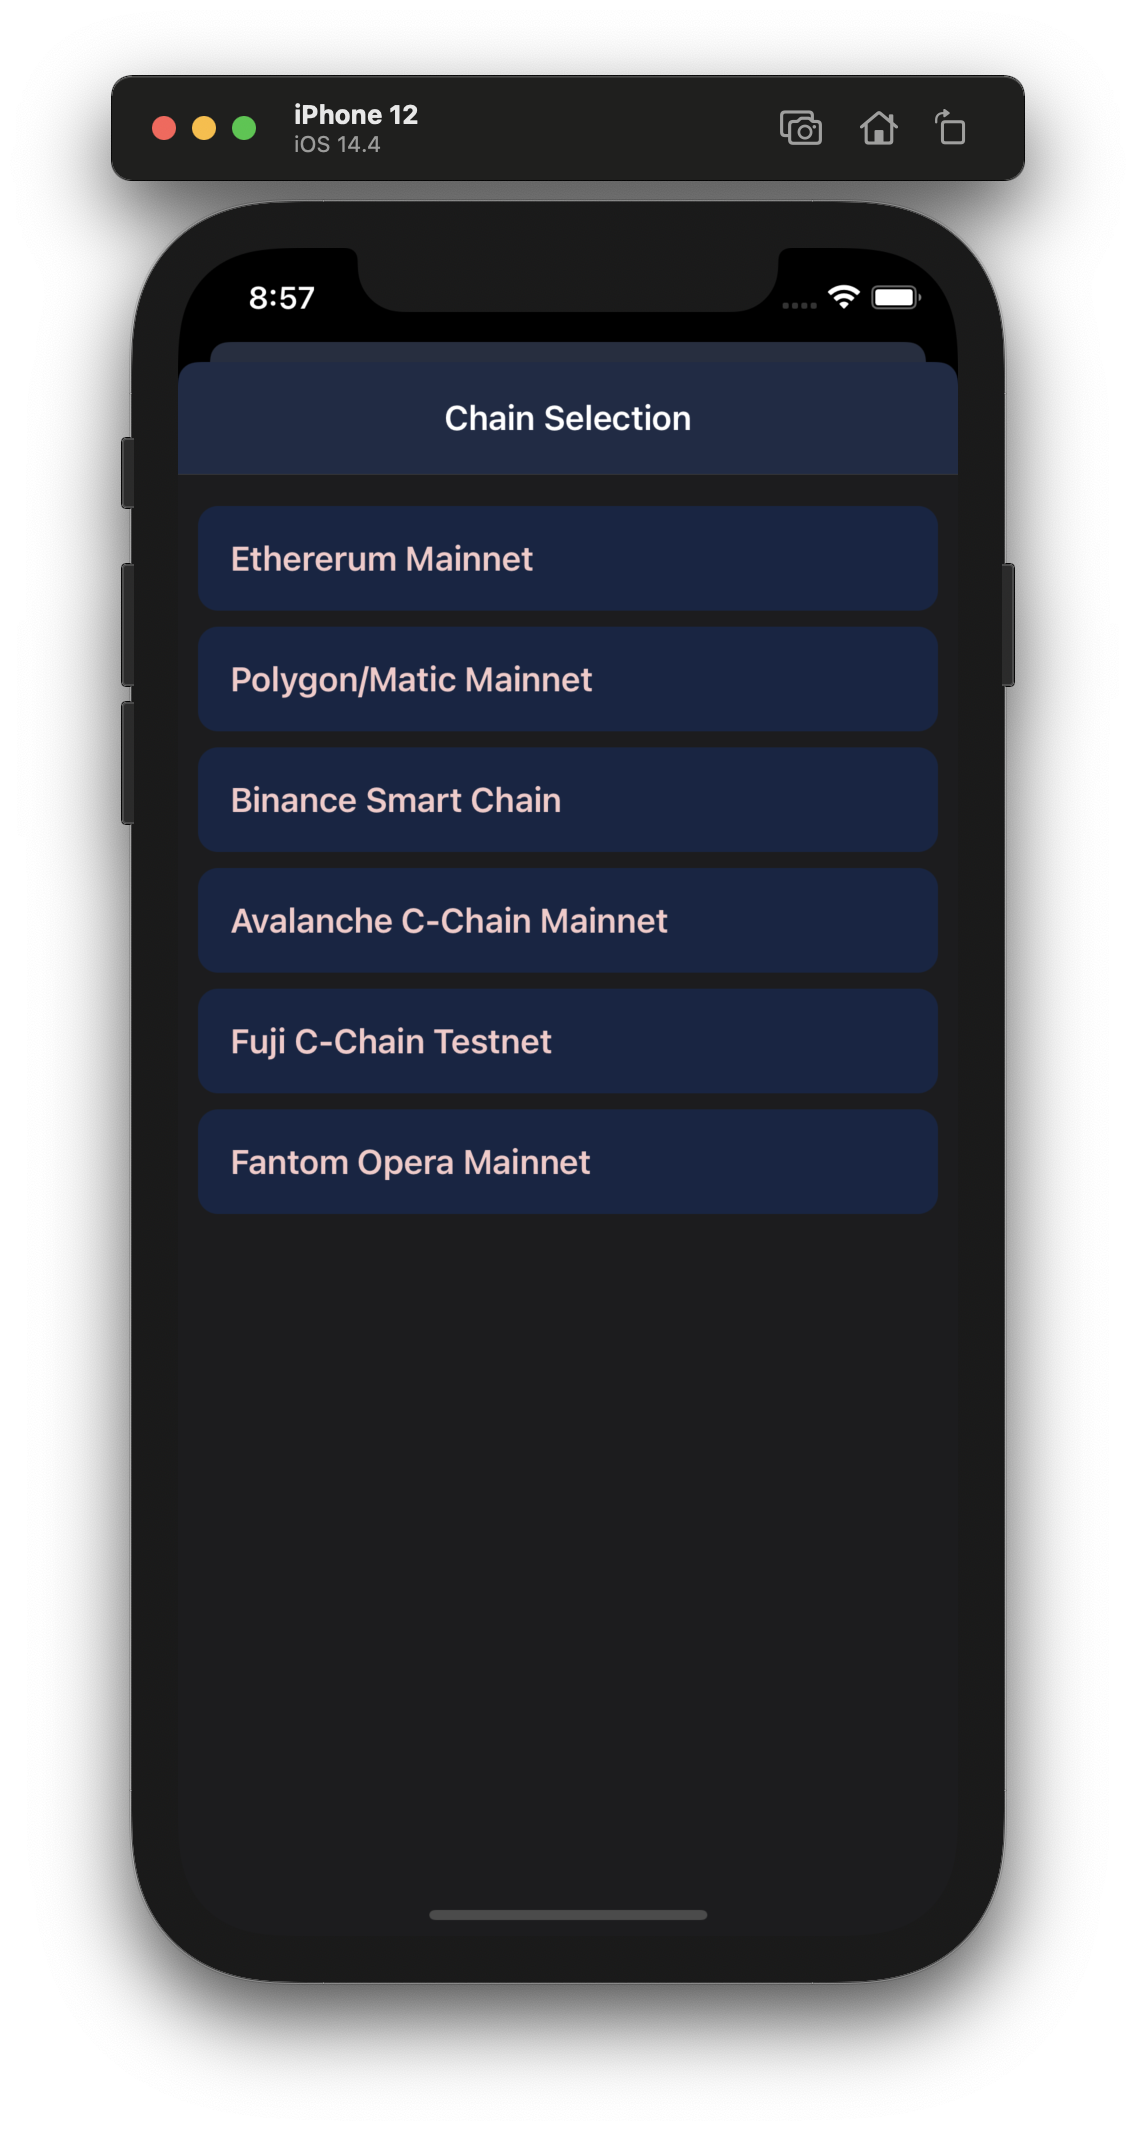 iPhone 12
iOS 14.4
8:57
Chain Selection
Ethererum Mainnet
Polygon/Matic Mainnet
Binance Smart Chain
Avalanche C-Chain Mainnet
Fuji C-Chain Testnet
Fantom Opera Mainnet